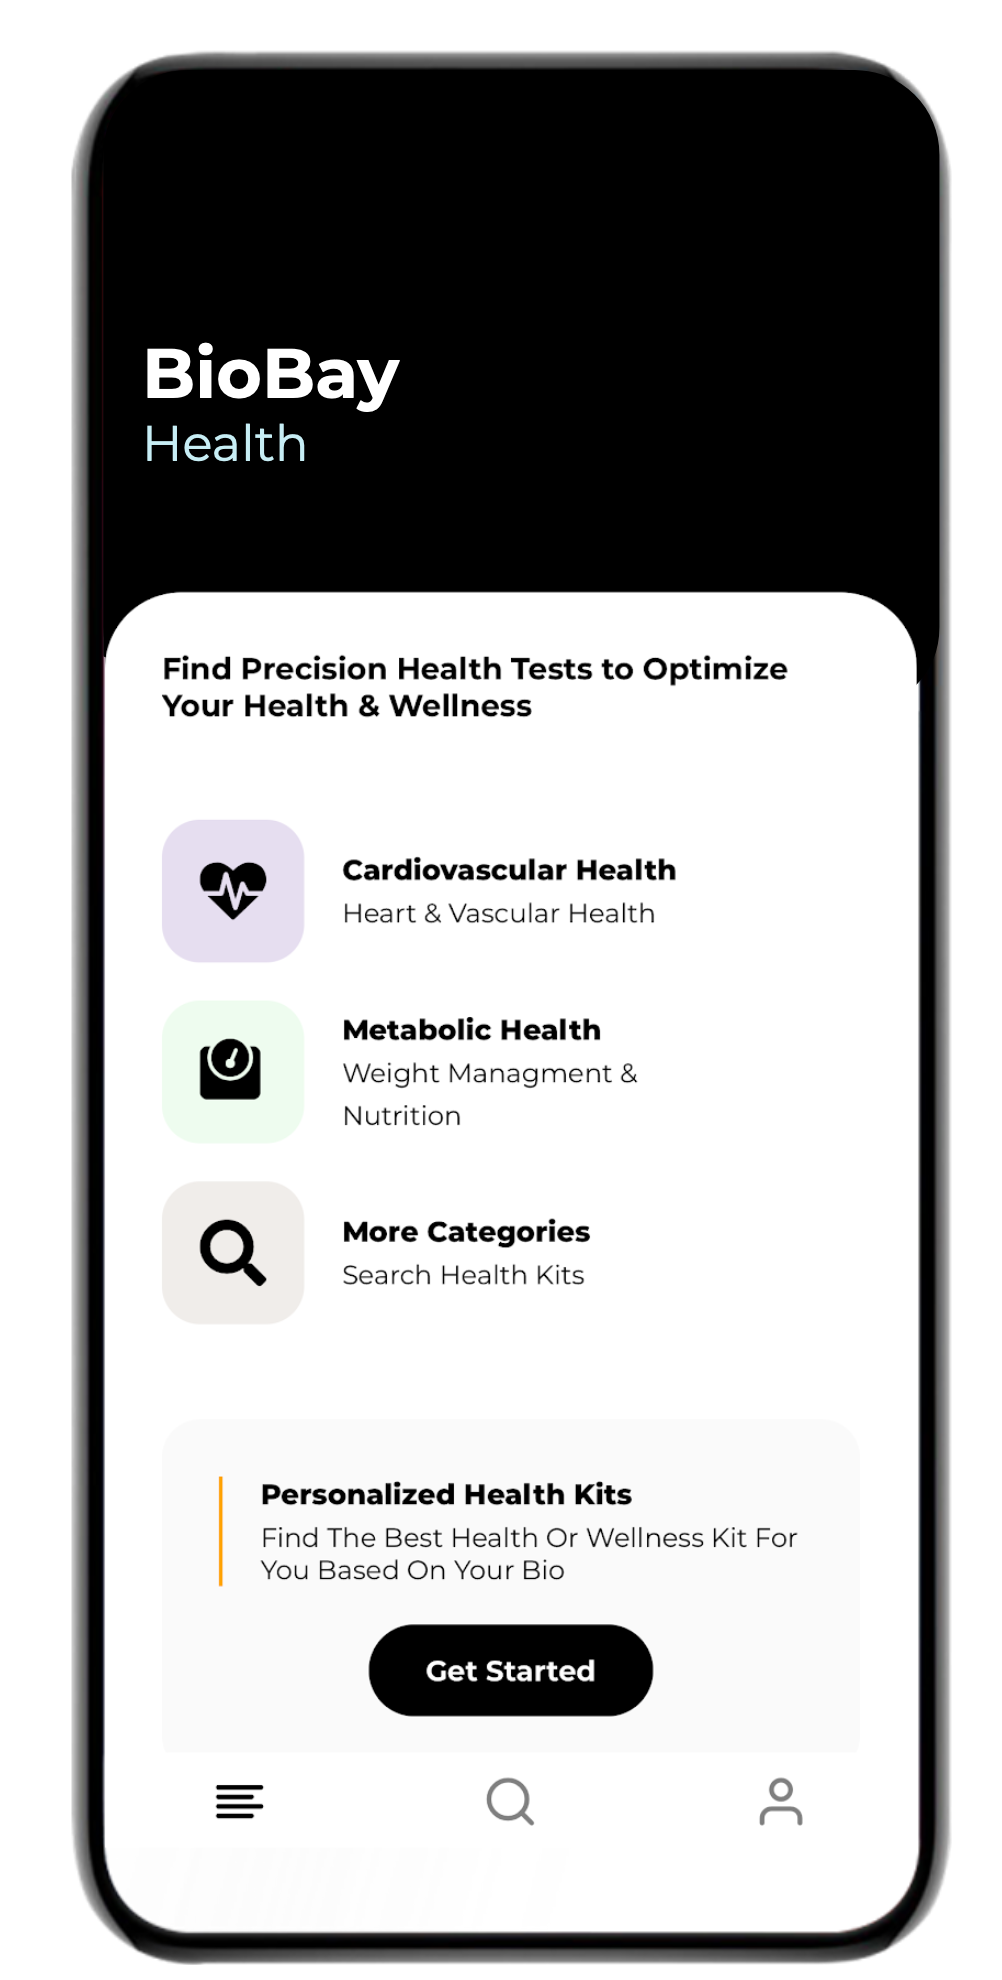 BioBay
Health
Find Precision Health Tests to Optimize
Your Health & Wellness
Cardiovascular Health
Heart & Vascular Health
Metabolic Health
Weight Managment &
Nutrition
More Categories
Search Health Kits
Personalized Health Kits
Find The Best Health Or Wellness Kit For
You Based On Your Bio
Get Started